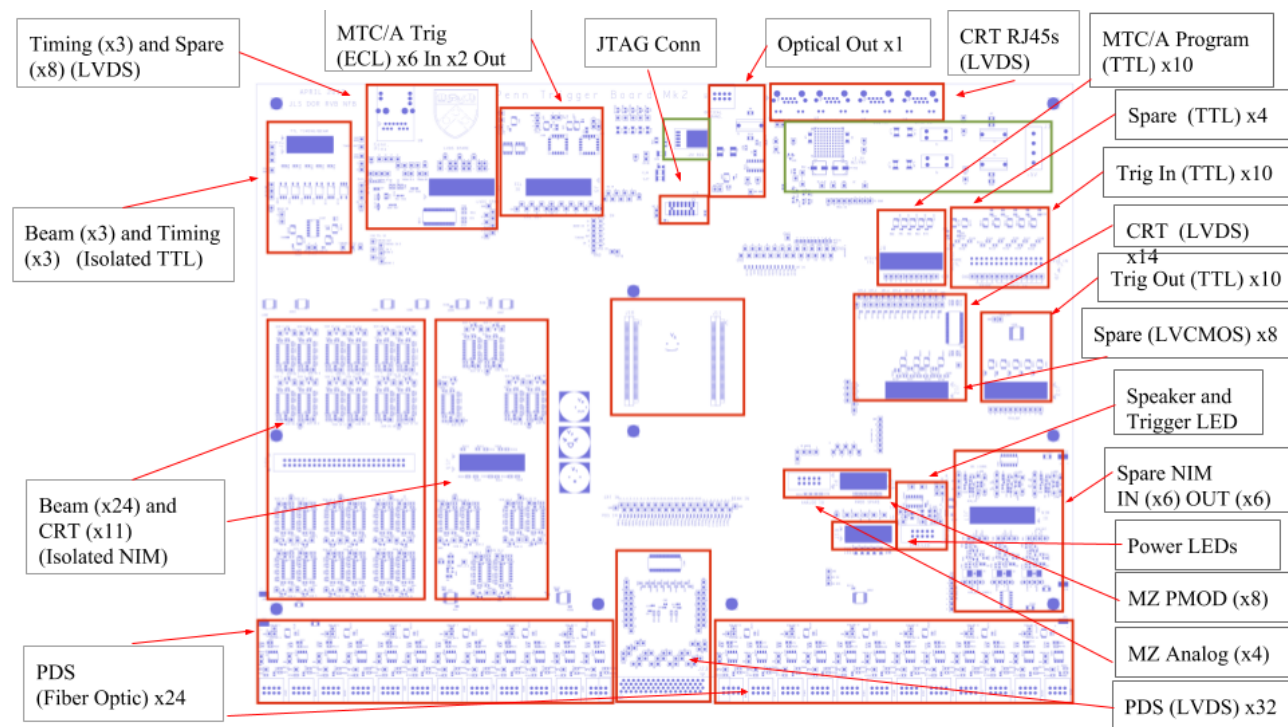 Timing (x3) and Spare
(x8) (LVDS)
MTC/A Trig
(ECL) x6 In x2 Out
JTAG Conn
Optical Out x1
CRT RJ45s
(LVDS)
MTC/A Program
(TTL) x10
Spare (TTL) x4
Trig In (TTL) x10
CRT (LVDS)
x14
Trig Out (TTL) x10
Spare (LVCMOS) x8
Speaker and
Trigger LED
Spare NIM
IN (x6) OUT (x6)
Power LEDs
MZ PMOD (x8)
MZ Analog (x4)
PDS (LVDS) x32
Beam (x3) and Timing
(x3) (Isolated TTL)
Beam (x24) and
CRT (x11)
(Isolated NIM)
PDS
(Fiber Optic) x24
Penn Trigger Board Mk2